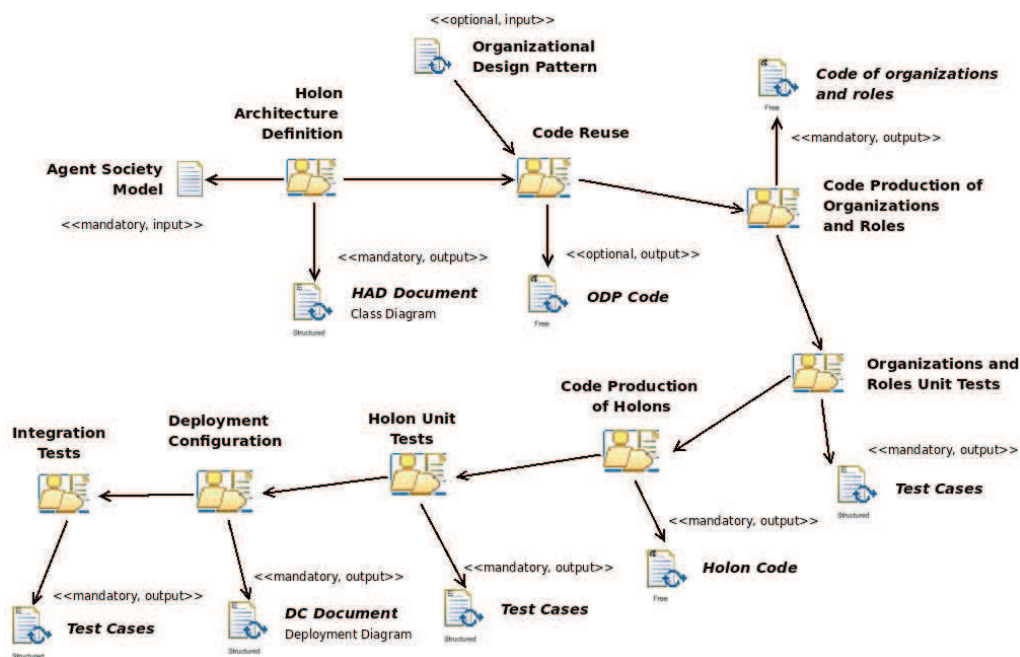 <<optional, input>>
Organizational
Design Pattern
Code of organizations
and roles
Free
<<mandatory, output>>
Holon
Architecture
Definition
Code Reuse
Agent Society
Model
<<mandatory, input>>
Code Production of
Organizations
and Roles
<<mandatory, output>>
HAD Document
Class Diagram
Structured
<<optional, output>>
ODP Code
Free
Organizations and
Roles Unit Tests
<<mandatory, output>>
Test Cases
Structured
Code Production
of Holons
<<mandatory, output>>
Holon Code
Free
Holon Unit
Tests
<<mandatory, output>>
Test Cases
Structured
Deployment
Configuration
<<mandatory, output>>
DC Document
Deployment Diagram
Structured
Integration
Tests
<<mandatory, output>>
Test Cases
Structured